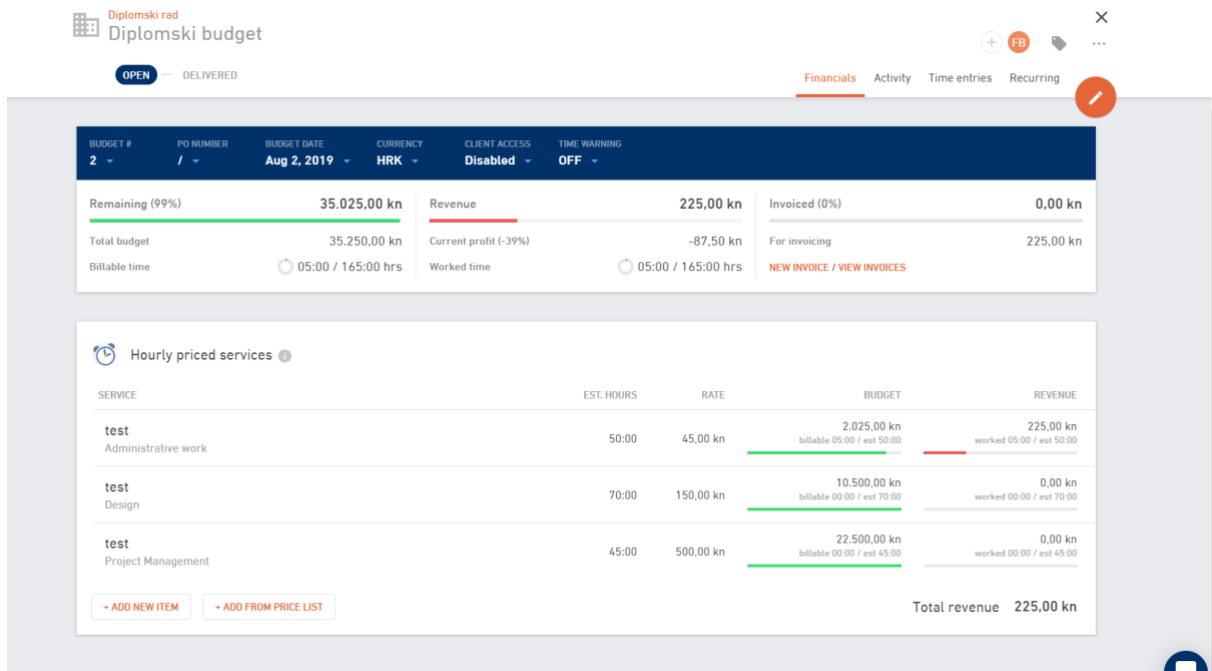 Diplomski rad
Diplomski budget
FB
OPEN DELIVERED
Financials Activity Time entries Recurring
BUDGET # PO NUMBER BUDGET DATE CURRENCY CLIENT ACCESS TIME WARNING
2 / Aug 2, 2019 HRK Disabled OFF
Remaining (99%) 35.025,00 kn Revenue 225,00 kn Invoiced (0%) 0,00 kn
Total budget 35.250,00 kn Current profit (-39%) -87,50 kn For invoicing 225,00 kn
Billable time 05:00 / 165:00 hrs Worked time 05:00 / 165:00 hrs NEW INVOICE / VIEW INVOICES
Hourly priced services
SERVICE EST. HOURS RATE BUDGET REVENUE
test 50:00 45,00 kn 2.025,00 kn 225,00 kn
Administrative work billable 05:00 / est 50:00 worked 05:00 / est 50:00
test 70:00 150,00 kn 10.500,00 kn 0,00 kn
Design billable 00:00 / est 70:00 worked 00:00 / est 70:00
test 45:00 500,00 kn 22.500,00 kn 0,00 kn
Project Management billable 00:00 / est 45:00 worked 00:00 / est 45:00
+ ADD NEW ITEM + ADD FROM PRICE LIST Total revenue 225,00 kn